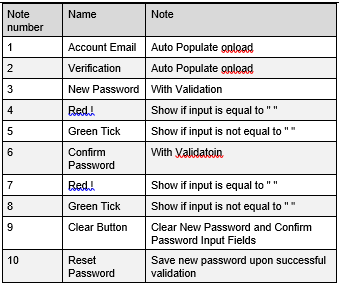 Note number Name Note
1 Account Email Auto Populate onload
2 Verification Auto Populate onload
3 New Password With Validation
4 Red ! Show if input is equal to " "
5 Green Tick Show if input is not equal to " "
6 Confirm Password With Validatoin
7 Red ! Show if input is equal to " "
8 Green Tick Show if input is not equal to " "
9 Clear Button Clear New Password and Confirm
Password Input Fields
10 Reset Password Save new password upon successful
validation